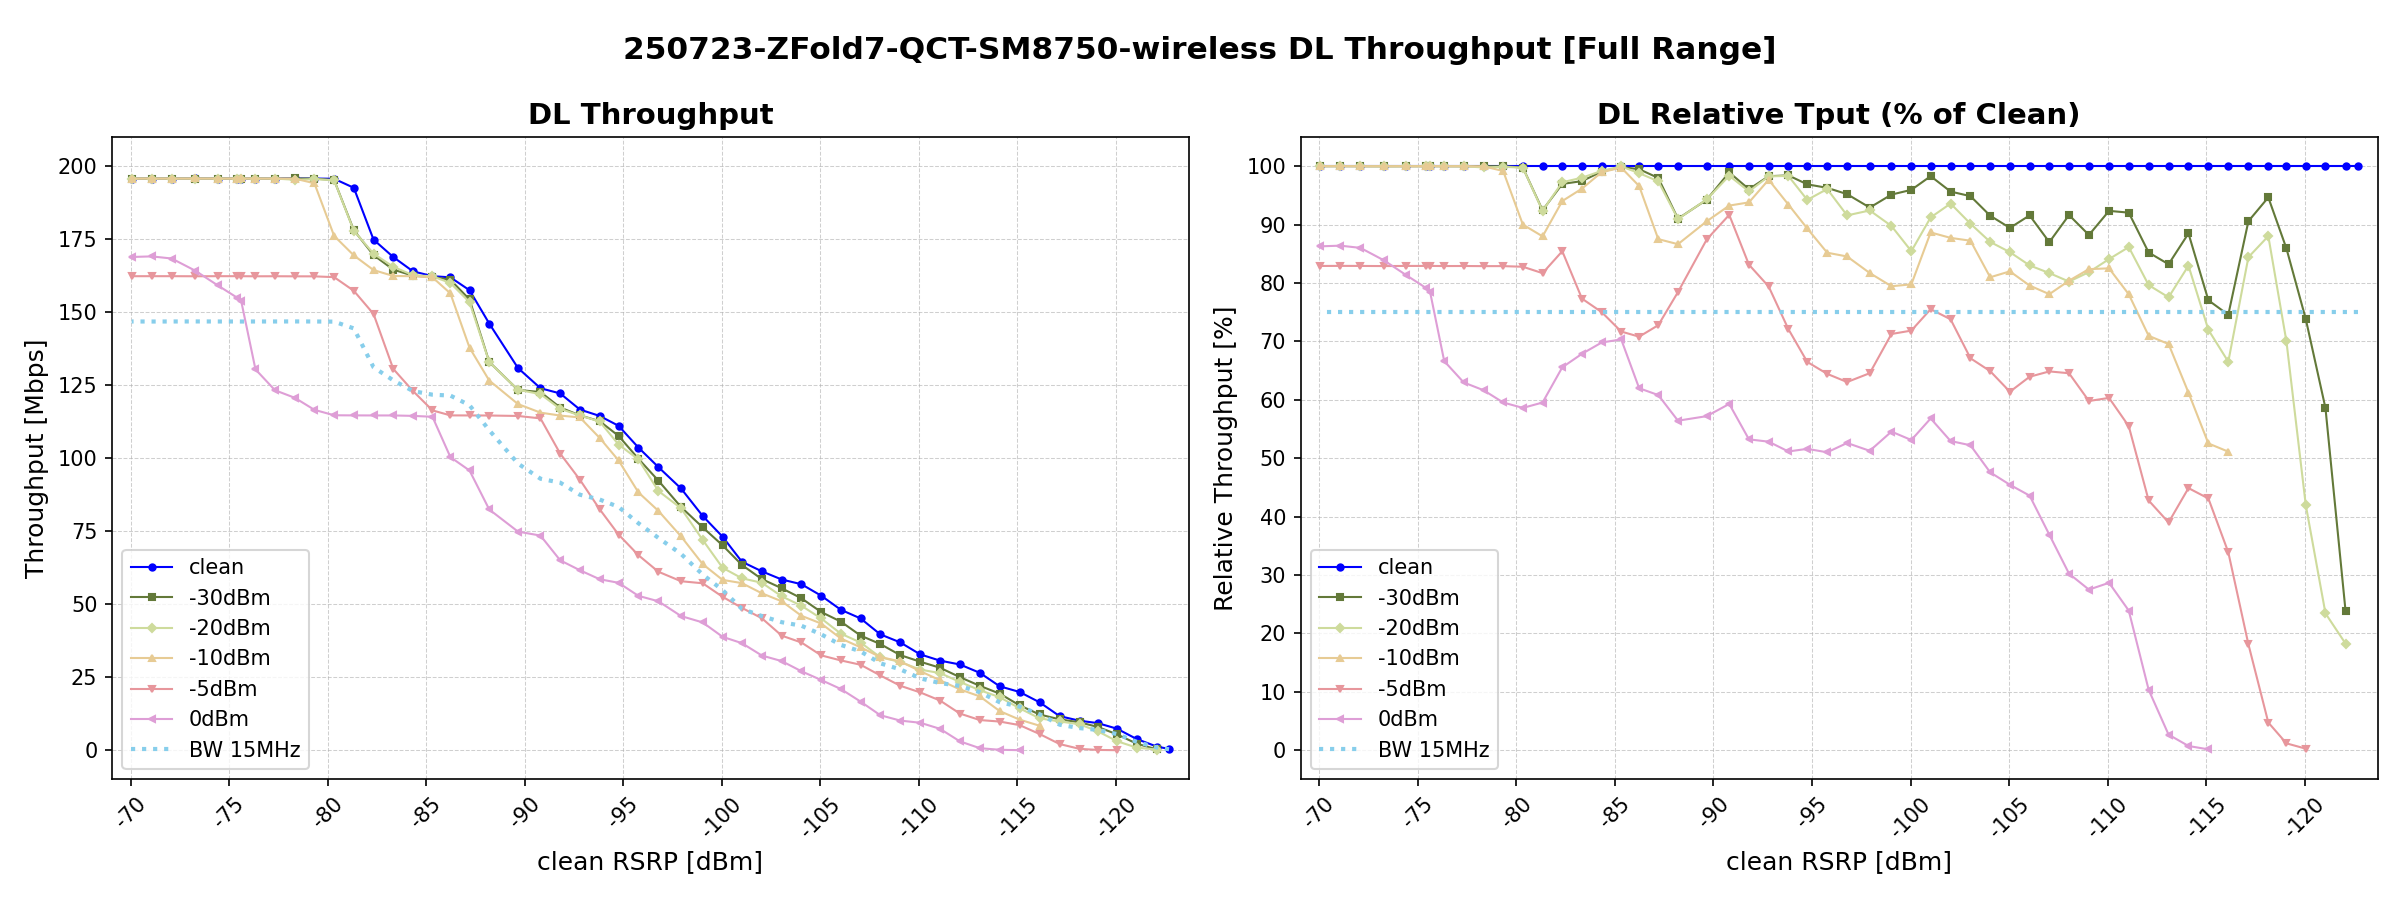 250723-ZFold7-QCT-SM8750-wireless DL Throughput [Full Range]
DL Throughput
Throughput [Mbps]
200
175
150
125
100
75
50
25
0
-70
-75
-80
-85
-90
-95
-100
-105
-110
-115
-120
clean RSRP [dBm]
clean
-30dBm
-20dBm
-10dBm
-5dBm
0dBm
BW 15MHz
DL Relative Tput (% of Clean)
Relative Throughput [%]
100
90
80
70
60
50
40
30
20
10
0
-70
-75
-80
-85
-90
-95
-100
-105
-110
-115
-120
clean RSRP [dBm]
clean
-30dBm
-20dBm
-10dBm
-5dBm
0dBm
BW 15MHz